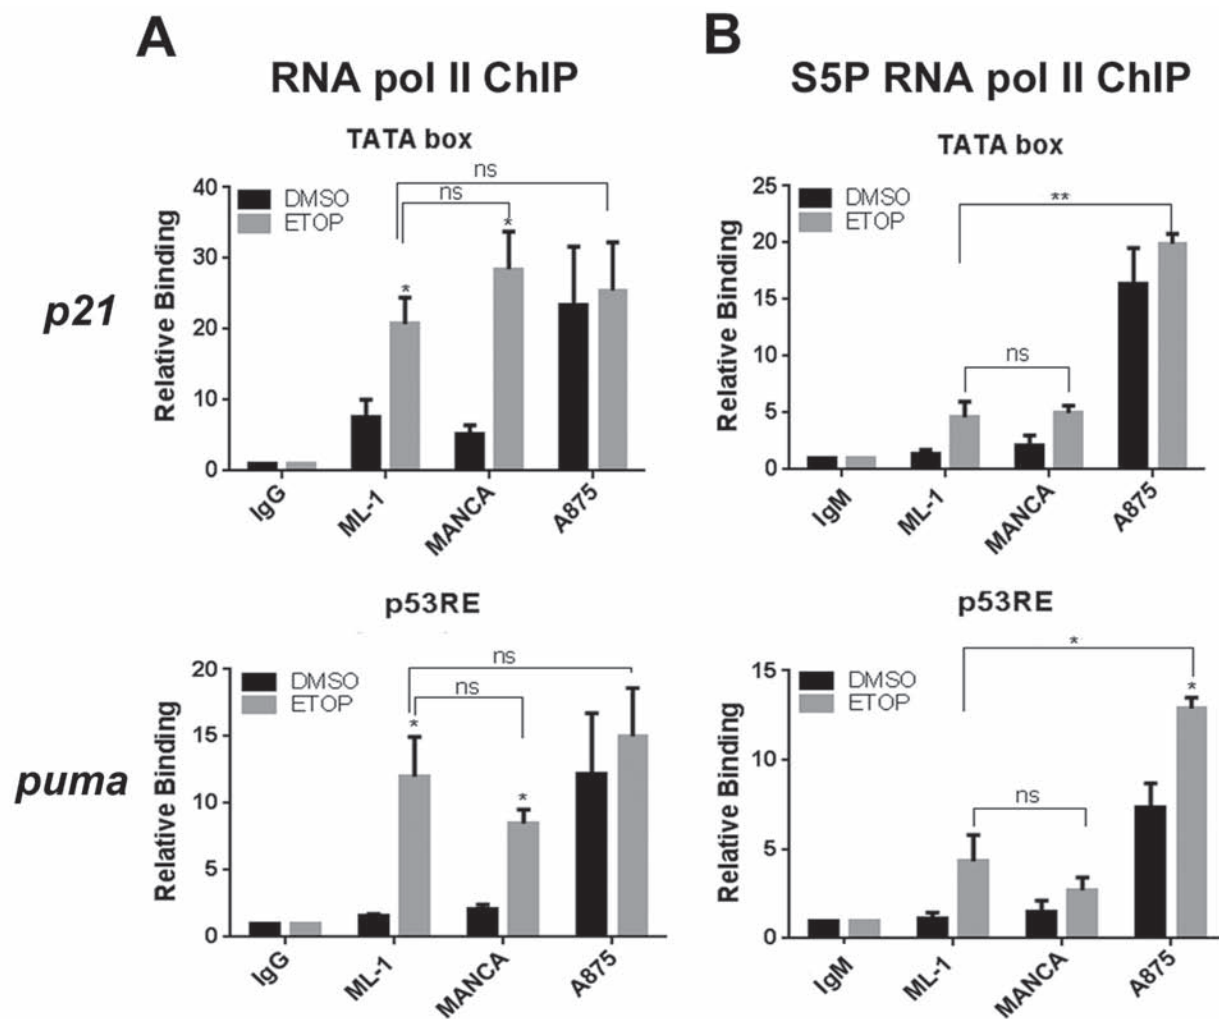 A
RNA pol II ChIP
B
S5P RNA pol II ChIP
p21
TATA box
Relative Binding
40
30
20
10
0
DMSO
ETOP
ns
ns
*
*
IgG
ML-1
MANCA
A875
TATA box
Relative Binding
25
20
15
10
5
0
DMSO
ETOP
**
ns
IgM
ML-1
MANCA
A875
puma
p53RE
Relative Binding
20
15
10
5
0
DMSO
ETOP
ns
ns
*
*
IgG
ML-1
MANCA
A875
p53RE
Relative Binding
15
10
5
0
DMSO
ETOP
*
*
ns
IgM
ML-1
MANCA
A875